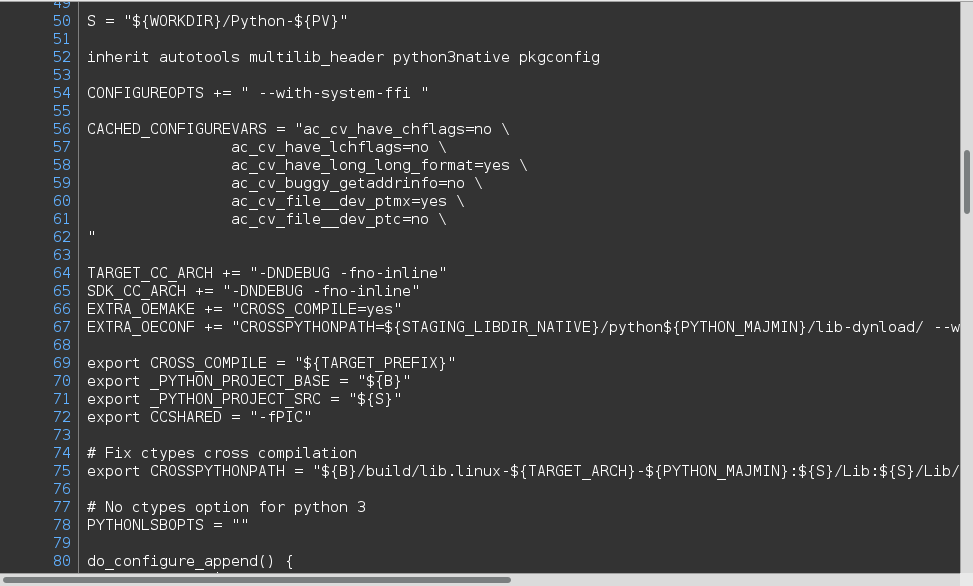 49
50 S = "${WORKDIR}/Python-${PV}"
51
52 inherit autotools multilib_header python3native pkgconfig
53
54 CONFIGUREOPTS += " --with-system-ffi "
55
56 CACHED_CONFIGUREVARS = "ac_cv_have_chflags=no \
57                 ac_cv_have_lchflags=no \
58                 ac_cv_have_long_long_format=yes \
59                 ac_cv_buggy_getaddrinfo=no \
60                 ac_cv_file__dev_ptmx=yes \
61                 ac_cv_file__dev_ptc=no \
62 "
63
64 TARGET_CC_ARCH += "-DNDEBUG -fno-inline"
65 SDK_CC_ARCH += "-DNDEBUG -fno-inline"
66 EXTRA_OEMAKE += "CROSS_COMPILE=yes"
67 EXTRA_OECONF += "CROSSPYTHONPATH=${STAGING_LIBDIR_NATIVE}/python${PYTHON_MAJMIN}/lib-dynload/ --w
68
69 export CROSS_COMPILE = "${TARGET_PREFIX}"
70 export _PYTHON_PROJECT_BASE = "${B}"
71 export _PYTHON_PROJECT_SRC = "${S}"
72 export CCSHARED = "-fPIC"
73
74 # Fix ctypes cross compilation
75 export CROSSPYTHONPATH = "${B}/build/lib.linux-${TARGET_ARCH}-${PYTHON_MAJMIN}:${S}/Lib:${S}/Lib/
76
77 # No ctypes option for python 3
78 PYTHONLSBOPTS = ""
79
80 do_configure_append() {